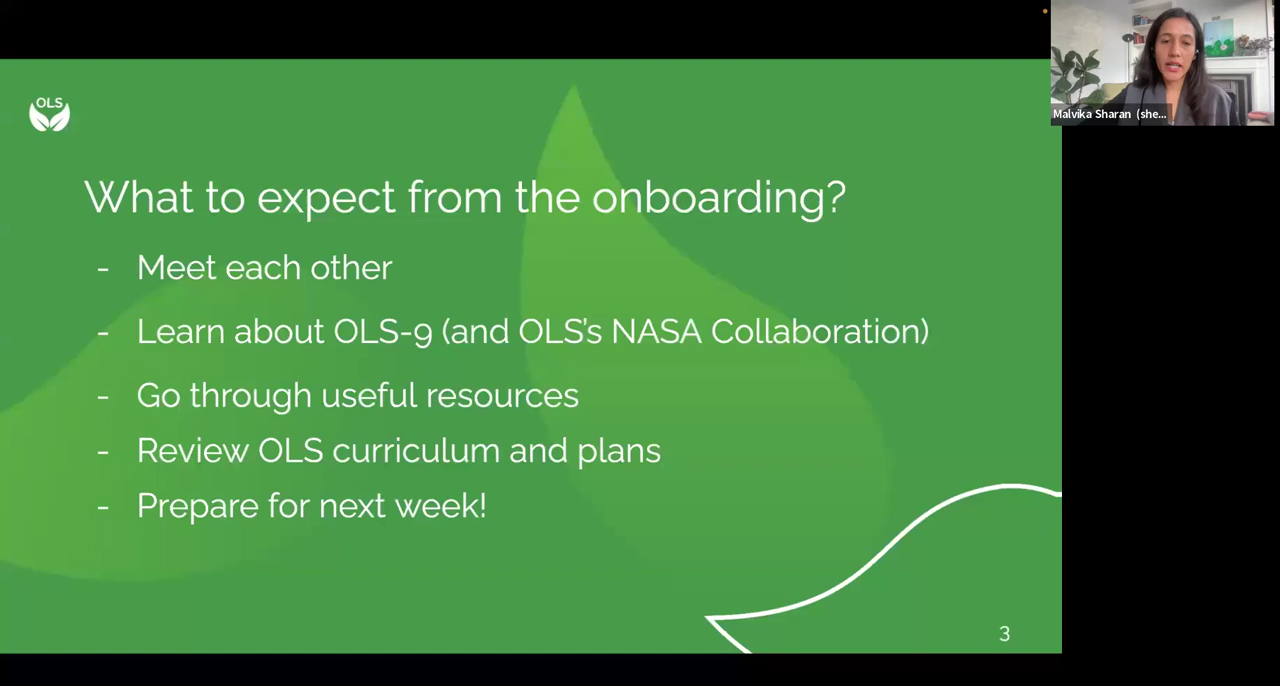 OLS
Malvika Sharan (she...
What to expect from the onboarding?
- Meet each other
- Learn about OLS-9 (and OLS's NASA Collaboration)
- Go through useful resources
- Review OLS curriculum and plans
- Prepare for next week!
3